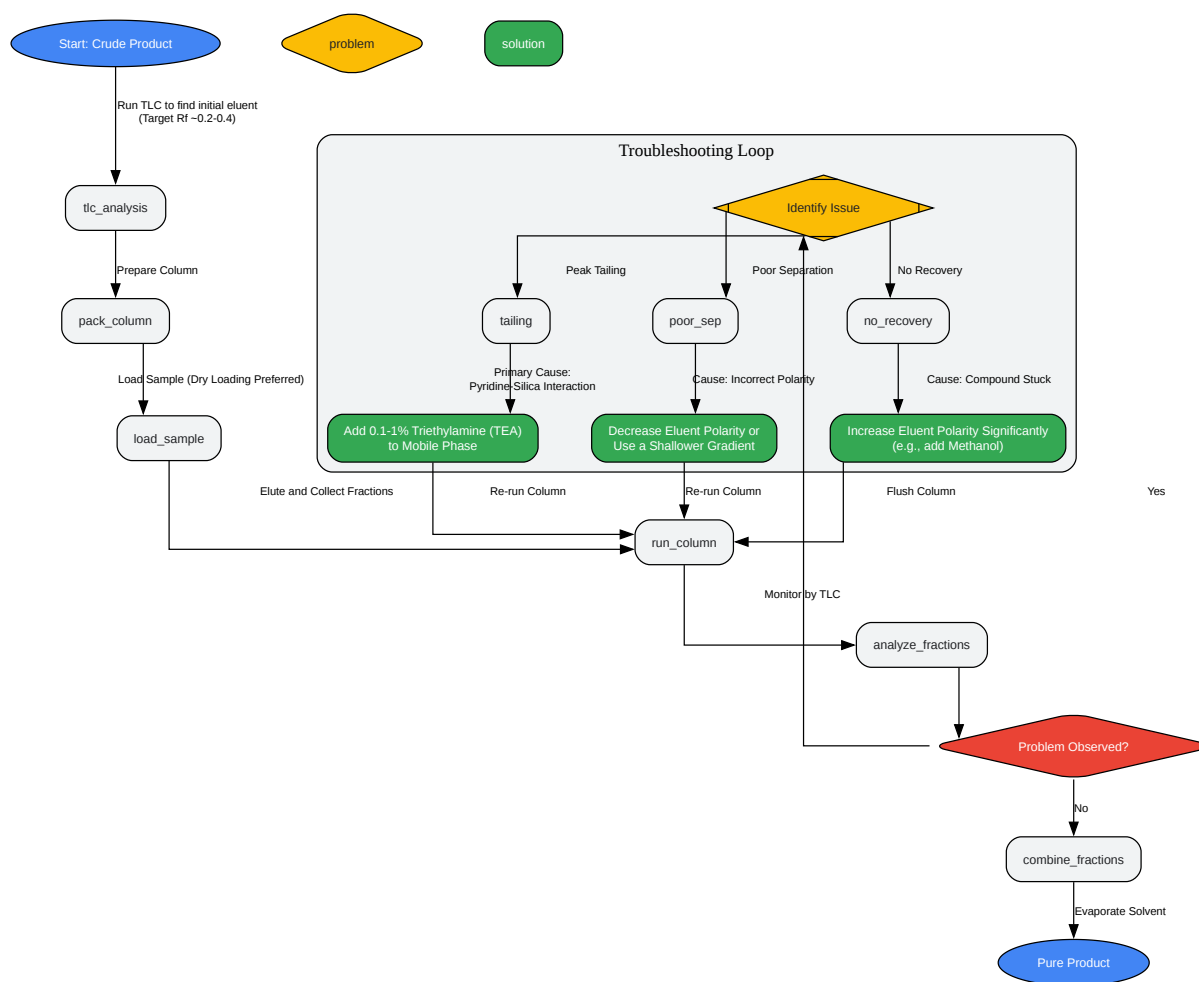 Start: Crude Product
problem
solution
Run TLC to find initial eluent
(Target Rf ~0.2-0.4)
Troubleshooting Loop
tlc_analysis
Identify Issue
Prepare Column
Peak Tailing
Poor Separation
No Recovery
pack_column
tailing
poor_sep
no_recovery
Load Sample (Dry Loading Preferred)
Primary Cause:
Pyridine-Silica Interaction
Cause: Incorrect Polarity
Cause: Compound Stuck
load_sample
Add 0.1-1% Triethylamine (TEA)
to Mobile Phase
Decrease Eluent Polarity or
Use a Shallower Gradient
Increase Eluent Polarity Significantly
(e.g., add Methanol)
Elute and Collect Fractions
Re-run Column
Re-run Column
Flush Column
Yes
run_column
Monitor by TLC
analyze_fractions
Problem Observed?
No
combine_fractions
Evaporate Solvent
Pure Product